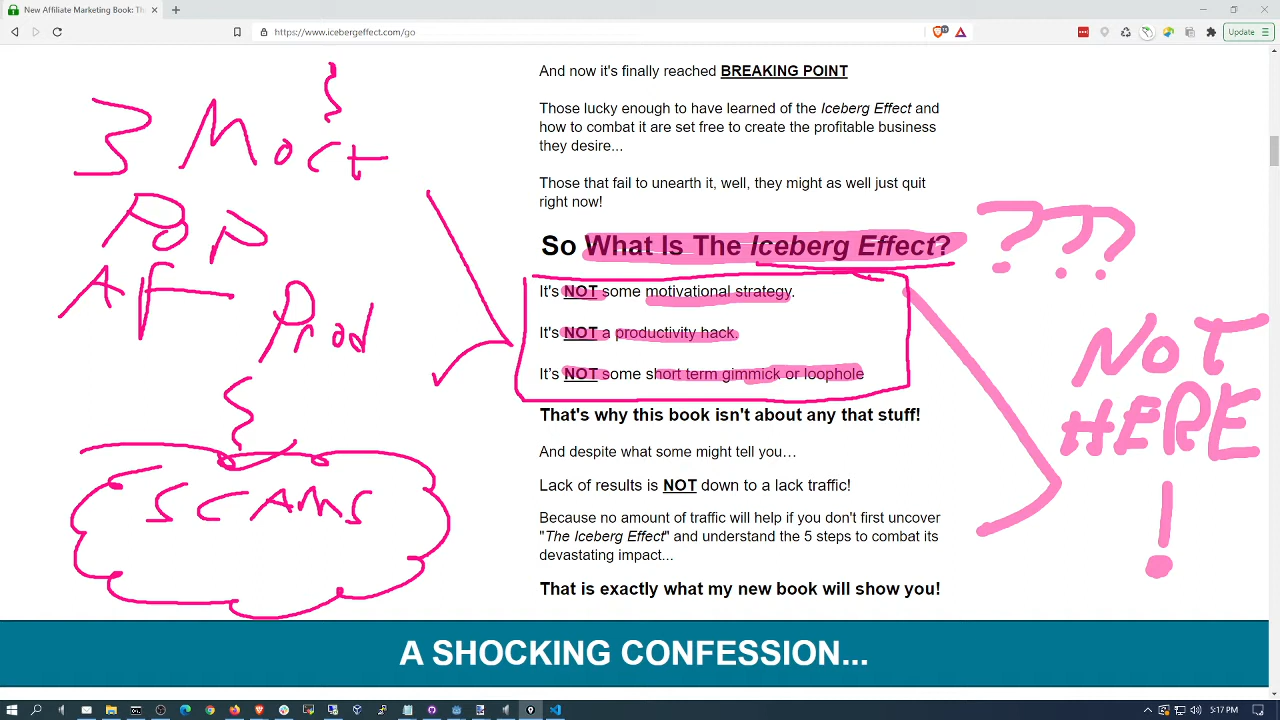 New Affiliate Marketing Book: Th
https://www.icebergeffect.com/go
Update
And now it's finally reached BREAKING POINT
Those lucky enough to have learned of the Iceberg Effect and
how to combat it are set free to create the profitable business
they desire...
Those that fail to unearth it, well, they might as well just quit
right now!
So What Is The Iceberg Effect?
It's NOT some motivational strategy.
It's NOT a productivity hack.
It's NOT some short term gimmick or loophole
That's why this book isn't about any that stuff!
And despite what some might tell you…
Lack of results is NOT down to a lack traffic!
Because no amount of traffic will help if you don't first uncover
"The Iceberg Effect" and understand the 5 steps to combat its
devastating impact...
That is exactly what my new book will show you!
3 Most
Pop
AFF
Prod
SCAMS
???
NOT
HERE
!
A SHOCKING CONFESSION...
5:17 PM